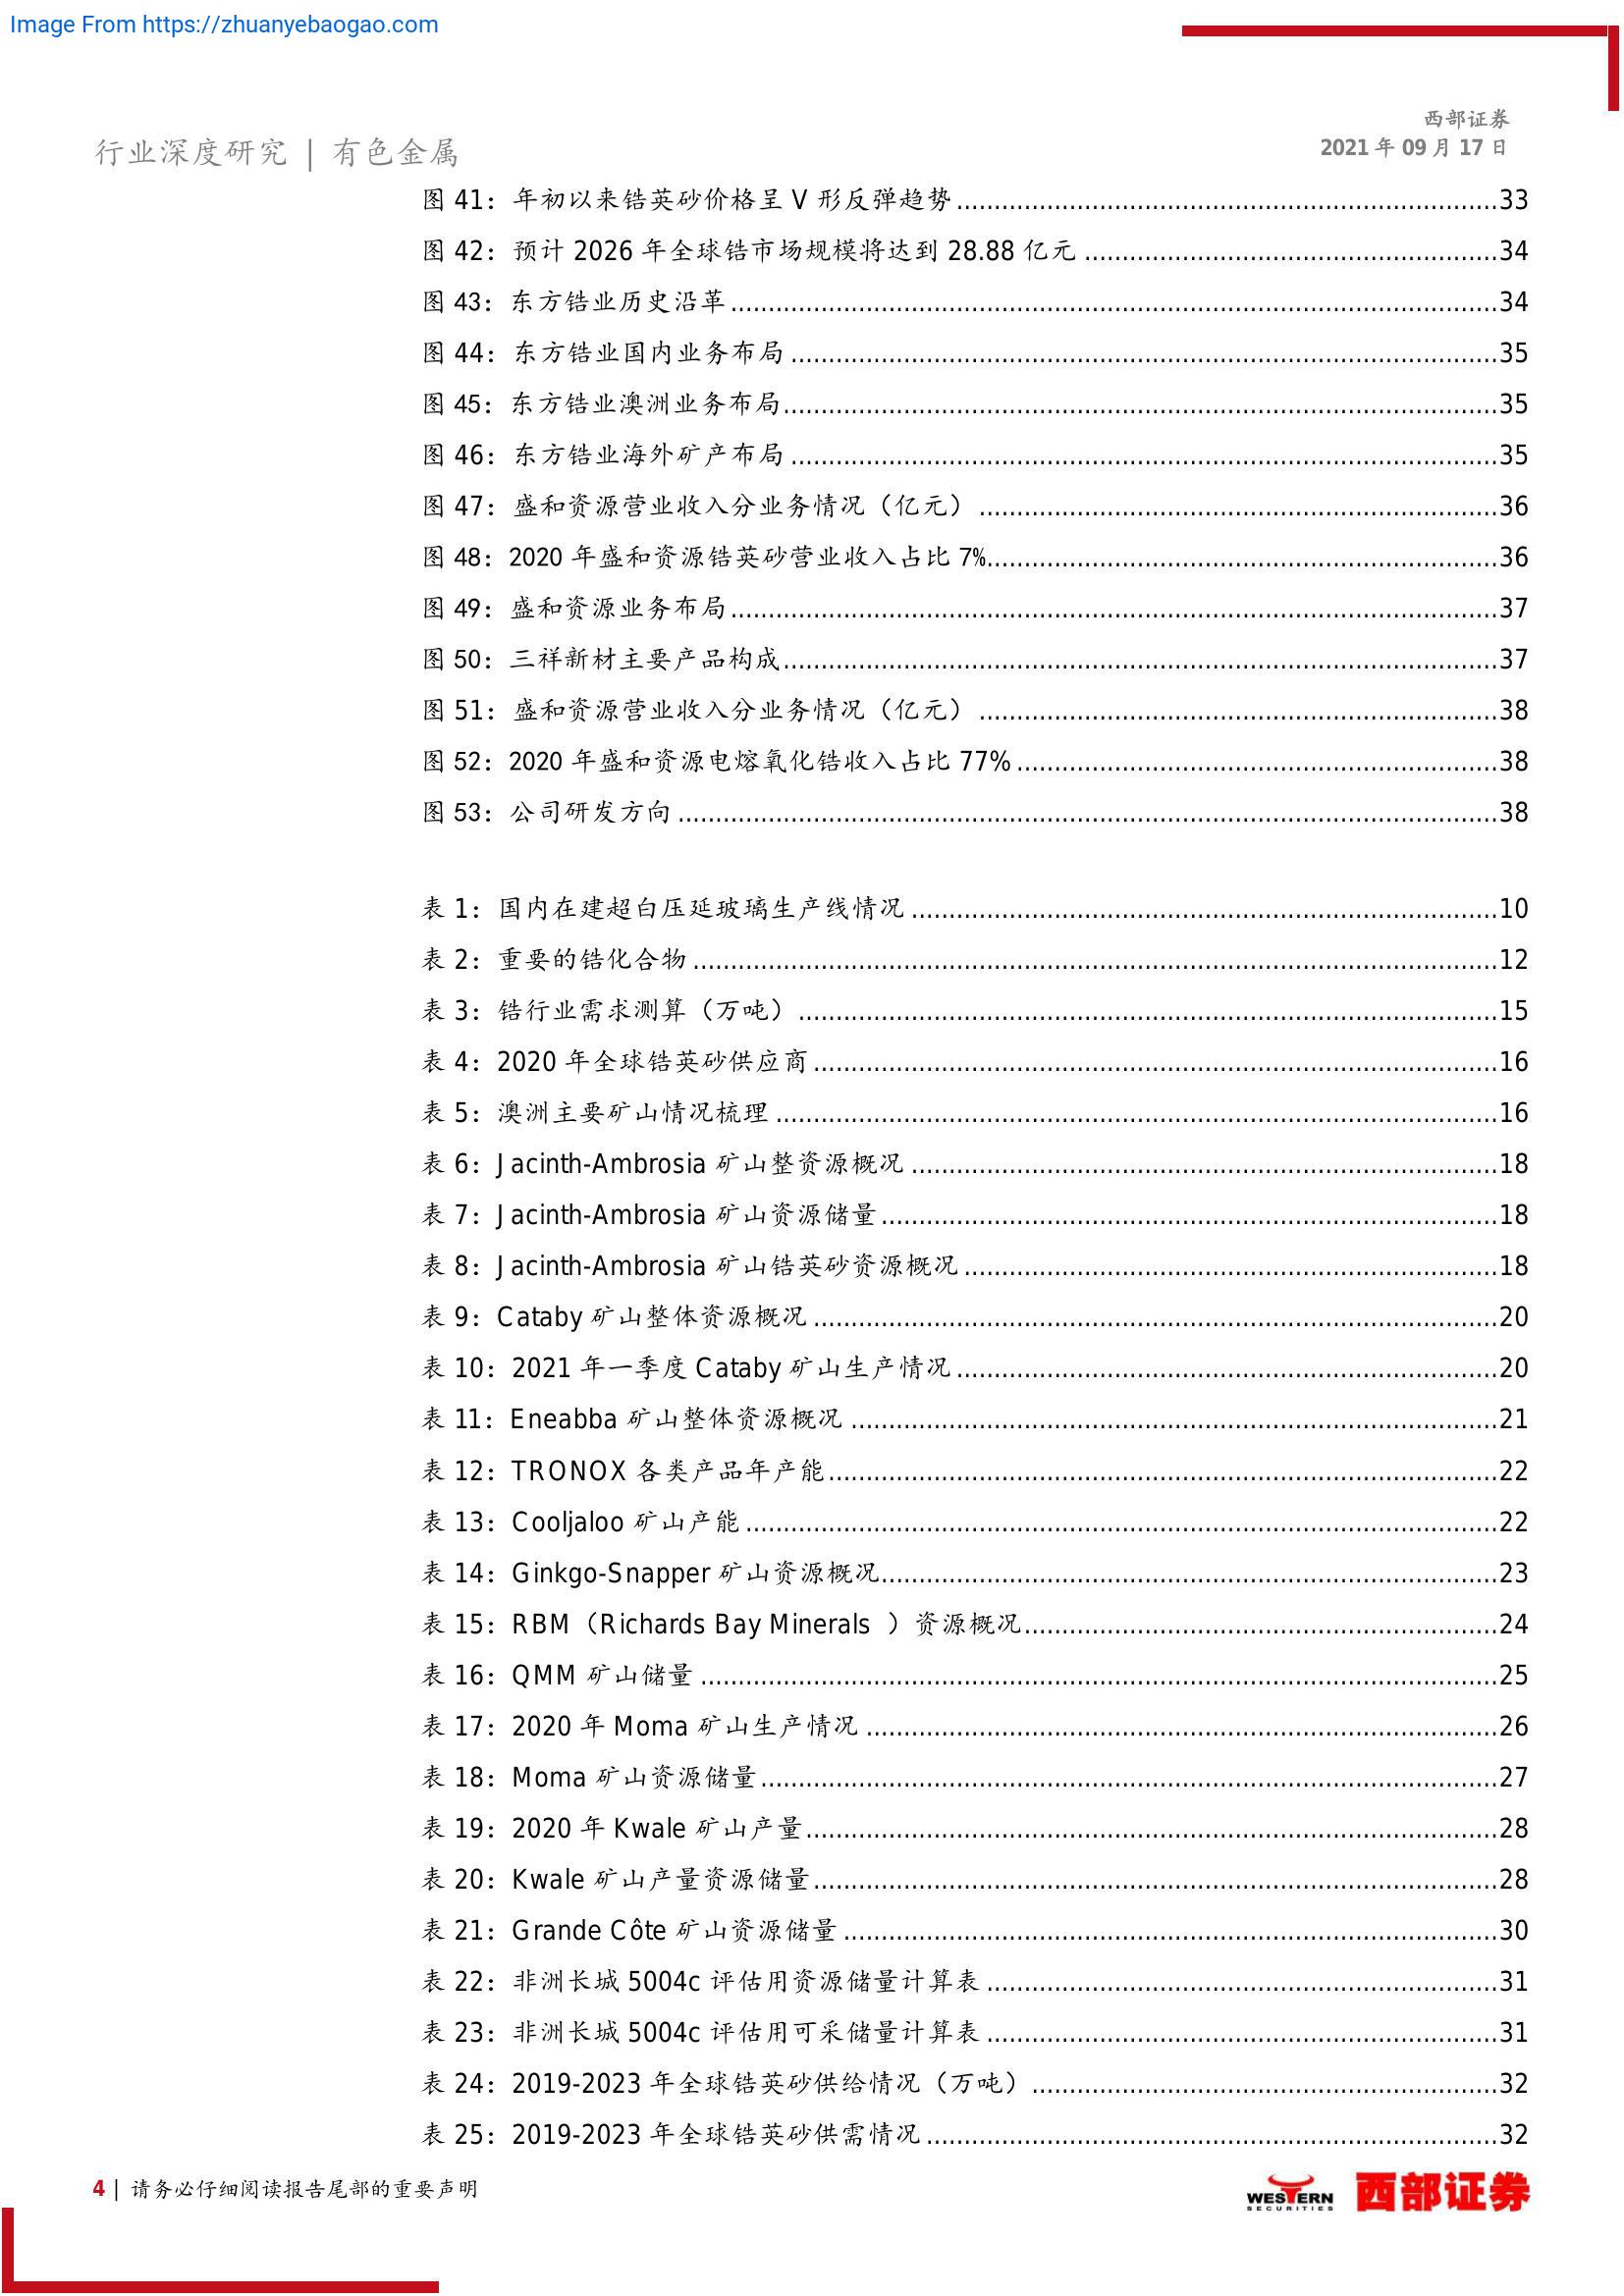 Image From https://zhuanyebaogao.com
西部证券
行业深度研究 | 有色金属
2021 年 09 月 17 日
图 41：年初以来锆英砂价格呈 V 形反弹趋势 ........ 33
图 42：预计 2026 年全球锆市场规模将达到 28.88 亿元 ........ 34
图 43：东方锆业历史沿革 ........ 34
图 44：东方锆业国内业务布局 ........ 35
图 45：东方锆业澳洲业务布局 ........ 35
图 46：东方锆业海外矿产布局 ........ 35
图 47：盛和资源营业收入分业务情况（亿元） ........ 36
图 48：2020 年盛和资源锆英砂营业收入占比 7% ........ 36
图 49：盛和资源业务布局 ........ 37
图 50：三祥新材主要产品构成 ........ 37
图 51：盛和资源营业收入分业务情况（亿元） ........ 38
图 52：2020 年盛和资源电熔氧化锆收入占比 77% ........ 38
图 53：公司研发方向 ........ 38
表 1：国内在建超白压延玻璃生产线情况 ........ 10
表 2：重要的锆化合物 ........ 12
表 3：锆行业需求测算（万吨） ........ 15
表 4：2020 年全球锆英砂供应商 ........ 16
表 5：澳洲主要矿山情况梳理 ........ 16
表 6：Jacinth-Ambrosia 矿山整资源概况 ........ 18
表 7：Jacinth-Ambrosia 矿山资源储量 ........ 18
表 8：Jacinth-Ambrosia 矿山锆英砂资源概况 ........ 18
表 9：Cataby 矿山整体资源概况 ........ 20
表 10：2021 年一季度 Cataby 矿山生产情况 ........ 20
表 11：Eneabba 矿山整体资源概况 ........ 21
表 12：TRONOX 各类产品年产能 ........ 22
表 13：Cooljaloo 矿山产能 ........ 22
表 14：Ginkgo-Snapper 矿山资源概况 ........ 23
表 15：RBM（Richards Bay Minerals ）资源概况 ........ 24
表 16：QMM 矿山储量 ........ 25
表 17：2020 年 Moma 矿山生产情况 ........ 26
表 18：Moma 矿山资源储量 ........ 27
表 19：2020 年 Kwale 矿山产量 ........ 28
表 20：Kwale 矿山产量资源储量 ........ 28
表 21：Grande Côte 矿山资源储量 ........ 30
表 22：非洲长城 5004c 评估用资源储量计算表 ........ 31
表 23：非洲长城 5004c 评估用可采储量计算表 ........ 31
表 24：2019-2023 年全球锆英砂供给情况（万吨） ........ 32
表 25：2019-2023 年全球锆英砂供需情况 ........ 32
4 | 请务必仔细阅读报告尾部的重要声明
WESTERN
SECURITIES
西部证券